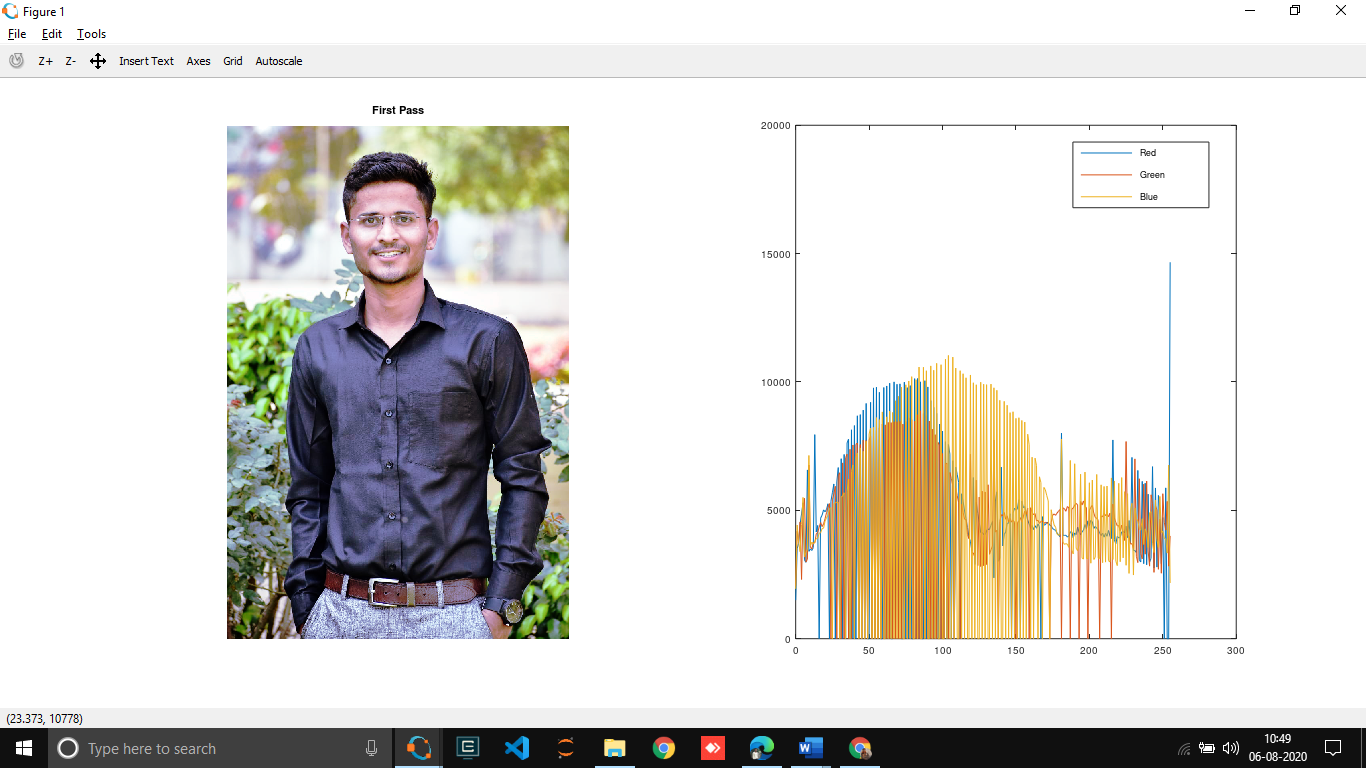 Figure 1
File Edit Tools
Z+ Z- Insert Text Axes Grid Autoscale
First Pass
20000
15000
10000
5000
0
0 50 100 150 200 250 300
Red
Green
Blue
(23.373, 10778)
Type here to search
10:49
06-08-2020